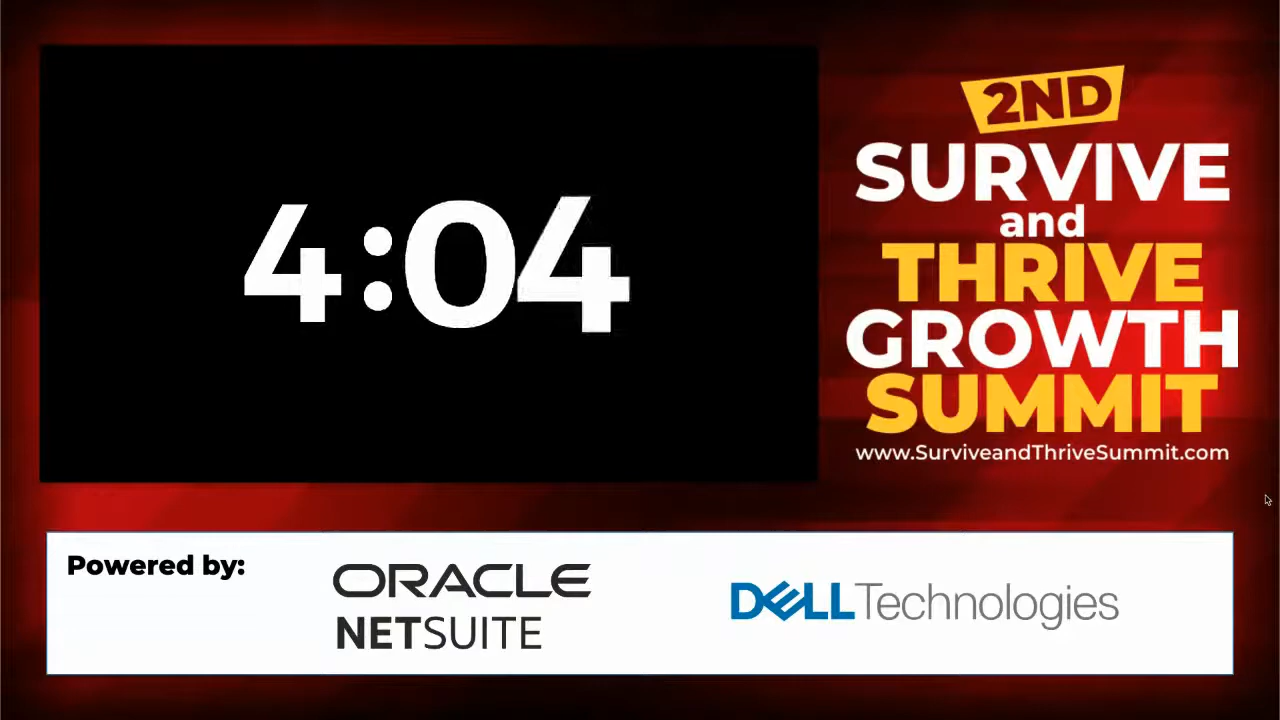 4:04
2ND
SURVIVE
and
THRIVE
GROWTH
SUMMIT
www.SurviveandThriveSummit.com
Powered by:
ORACLE
NETSUITE
DELL Technologies